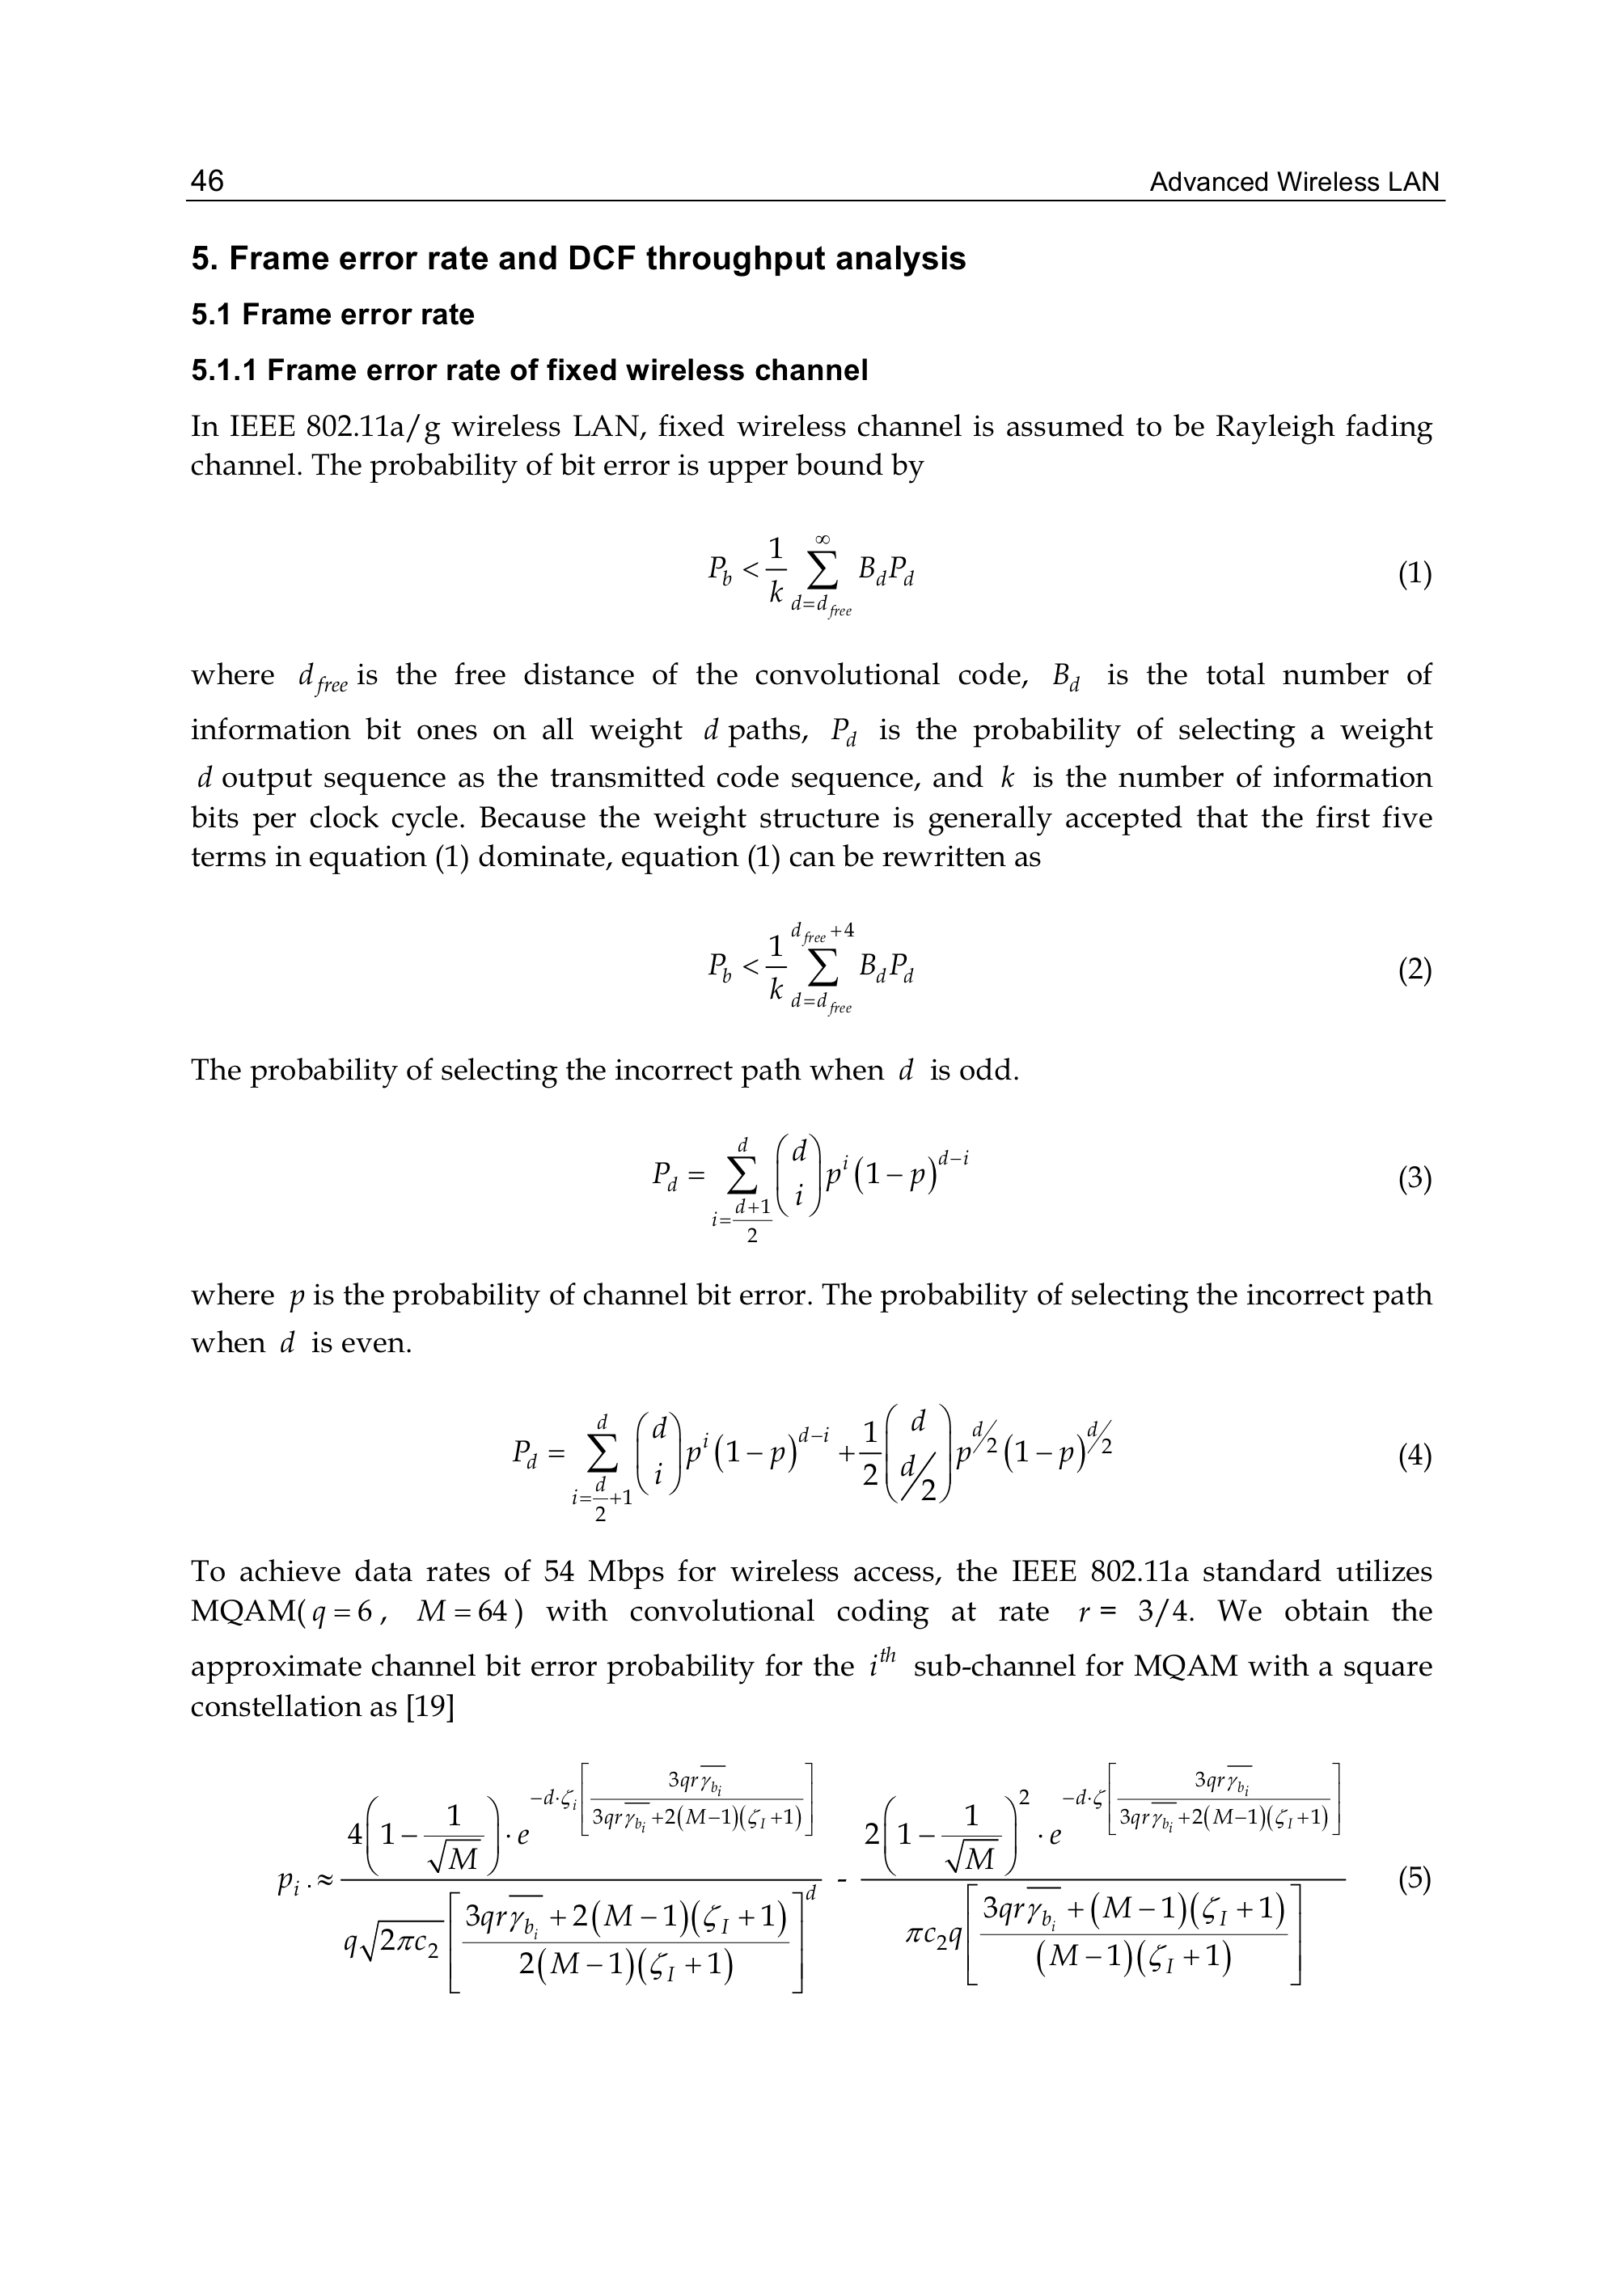 46 Advanced Wireless LAN
5. Frame error rate and DCF throughput analysis
5.1 Frame error rate
5.1.1 Frame error rate of fixed wireless channel
In IEEE 802.11a/g wireless LAN, fixed wireless channel is assumed to be Rayleigh fading
channel. The probability of bit error is upper bound by
$P_b < \frac{1}{k} \sum_{d=d_{free}}^{\infty} B_d P_d$ (1)
where $d_{free}$ is the free distance of the convolutional code, $B_d$ is the total number of
information bit ones on all weight $d$ paths, $P_d$ is the probability of selecting a weight
$d$ output sequence as the transmitted code sequence, and $k$ is the number of information
bits per clock cycle. Because the weight structure is generally accepted that the first five
terms in equation (1) dominate, equation (1) can be rewritten as
$P_b < \frac{1}{k} \sum_{d=d_{free}}^{d_{free}+4} B_d P_d$ (2)
The probability of selecting the incorrect path when $d$ is odd.
$P_d = \sum_{i=\frac{d+1}{2}}^{d} \binom{d}{i} p^i (1-p)^{d-i}$ (3)
where $p$ is the probability of channel bit error. The probability of selecting the incorrect path
when $d$ is even.
$P_d = \sum_{i=\frac{d}{2}+1}^{d} \binom{d}{i} p^i (1-p)^{d-i} + \frac{1}{2} \binom{d}{d/2} p^{d/2} (1-p)^{d/2}$ (4)
To achieve data rates of 54 Mbps for wireless access, the IEEE 802.11a standard utilizes
MQAM( $q=6$ , $M=64$ ) with convolutional coding at rate $r$ = 3/4. We obtain the
approximate channel bit error probability for the $i^{th}$ sub-channel for MQAM with a square
constellation as [19]
$p_i . \approx \frac{4\left(1-\frac{1}{\sqrt{M}}\right) \cdot e^{-d \cdot \zeta_i \left[\frac{3qr\overline{\gamma_{b_i}}}{3qr\overline{\gamma_{b_i}}+2(M-1)(\zeta_I+1)}\right]}}{q\sqrt{2\pi c_2}\left[\frac{3qr\overline{\gamma_{b_i}}+2(M-1)(\zeta_I+1)}{2(M-1)(\zeta_I+1)}\right]^d} - \frac{2\left(1-\frac{1}{\sqrt{M}}\right)^2 \cdot e^{-d \cdot \zeta \left[\frac{3qr\overline{\gamma_{b_i}}}{3qr\overline{\gamma_{b_i}}+2(M-1)(\zeta_I+1)}\right]}}{\pi c_2 q\left[\frac{3qr\overline{\gamma_{b_i}}+(M-1)(\zeta_I+1)}{(M-1)(\zeta_I+1)}\right]}$ (5)